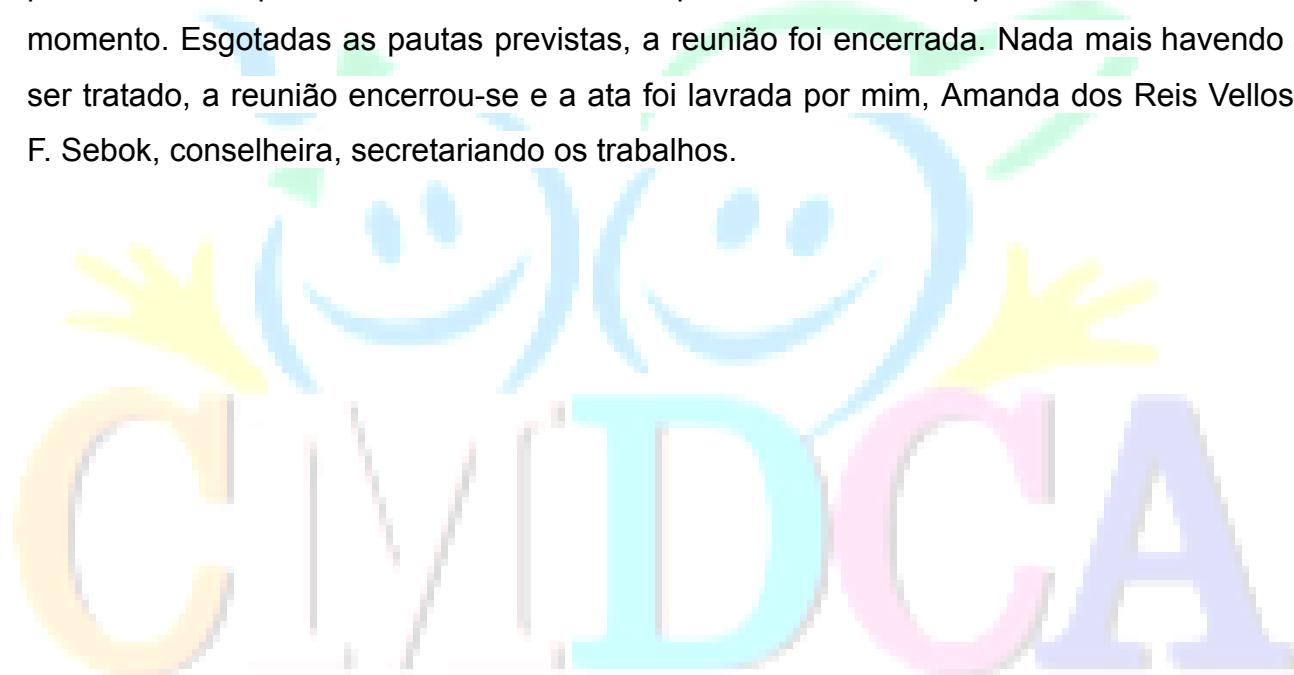 momento. Esgotadas as pautas previstas, a reunião foi encerrada. Nada mais havendo
ser tratado, a reunião encerrou-se e a ata foi lavrada por mim, Amanda dos Reis Vellos
F. Sebok, conselheira, secretariando os trabalhos.
CMDCA